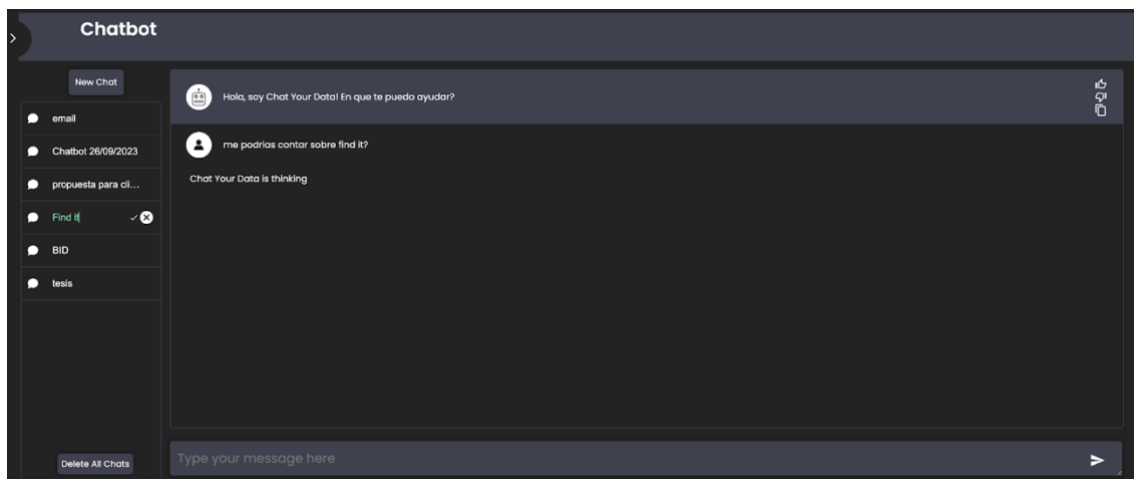 Chatbot
New Chat
email
Chatbot 26/09/2023
propuesta para cli...
Find it
BID
tesis
Delete All Chats
Hola, soy Chat Your Data! En que te puedo ayudar?
me podrias contar sobre find it?
Chat Your Data is thinking
Type your message here